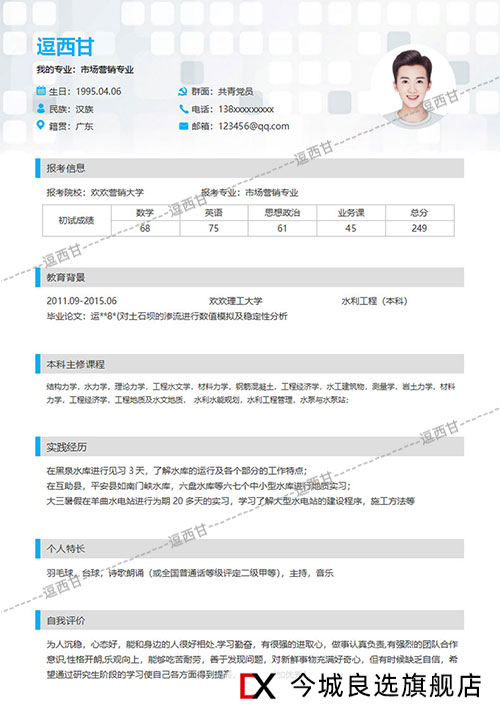 逗西甘
我的专业：市场营销专业
生日：1995.04.06 群面：共青党员
民族：汉族 电话：138xxxxxxxxx
籍贯：广东 邮箱：123456@qq.com
报考信息
报考院校：欢欢营销大学 报考专业：市场营销专业
初试成绩 数学 英语 思想政治 业务课 总分
68 75 61 45 249
教育背景
2011.09-2015.06 欢欢理工大学 水利工程（本科）
毕业论文：运**8*(对土石坝的渗流进行数值模拟及稳定性分析
本科主修课程
结构力学，水力学，理论力学，工程水文学，材料力学，钢筋混凝土，工程经济学，水工建筑物，测量学，岩土力学，材料
力学，工程经济学，工程地质及水文地质， 水利水能规划，水利工程管理，水泵与水泵站；
实践经历
在黑泉水库进行见习 3 天，了解水库的运行及各个部分的工作特点；
在互助县，平安县如南门峡水库，六盘水库等六七个中小型水库进行地质实习；
大三暑假在羊曲水电站进行为期 20 多天的实习，学习了解大型水电站的建设程序，施工方法等
个人特长
羽毛球，台球，诗歌朗诵（或全国普通话等级评定二级甲等），主持，音乐
自我评价
为人沉稳，心态好，能和身边的人很好相处,学习勤奋，有很强的进取心，做事认真负责,有强烈的团队合作
意识,性格开朗,乐观向上，能够吃苦耐劳，善于发现问题，对新鲜事物充满好奇心，但有时候缺乏自信，希
望通过研究生阶段的学习使自己各方面得到提高
逗西甘
逗西甘
逗西甘
逗西甘
逗西甘
逗西甘
逗西甘
DX 今城良选旗舰店